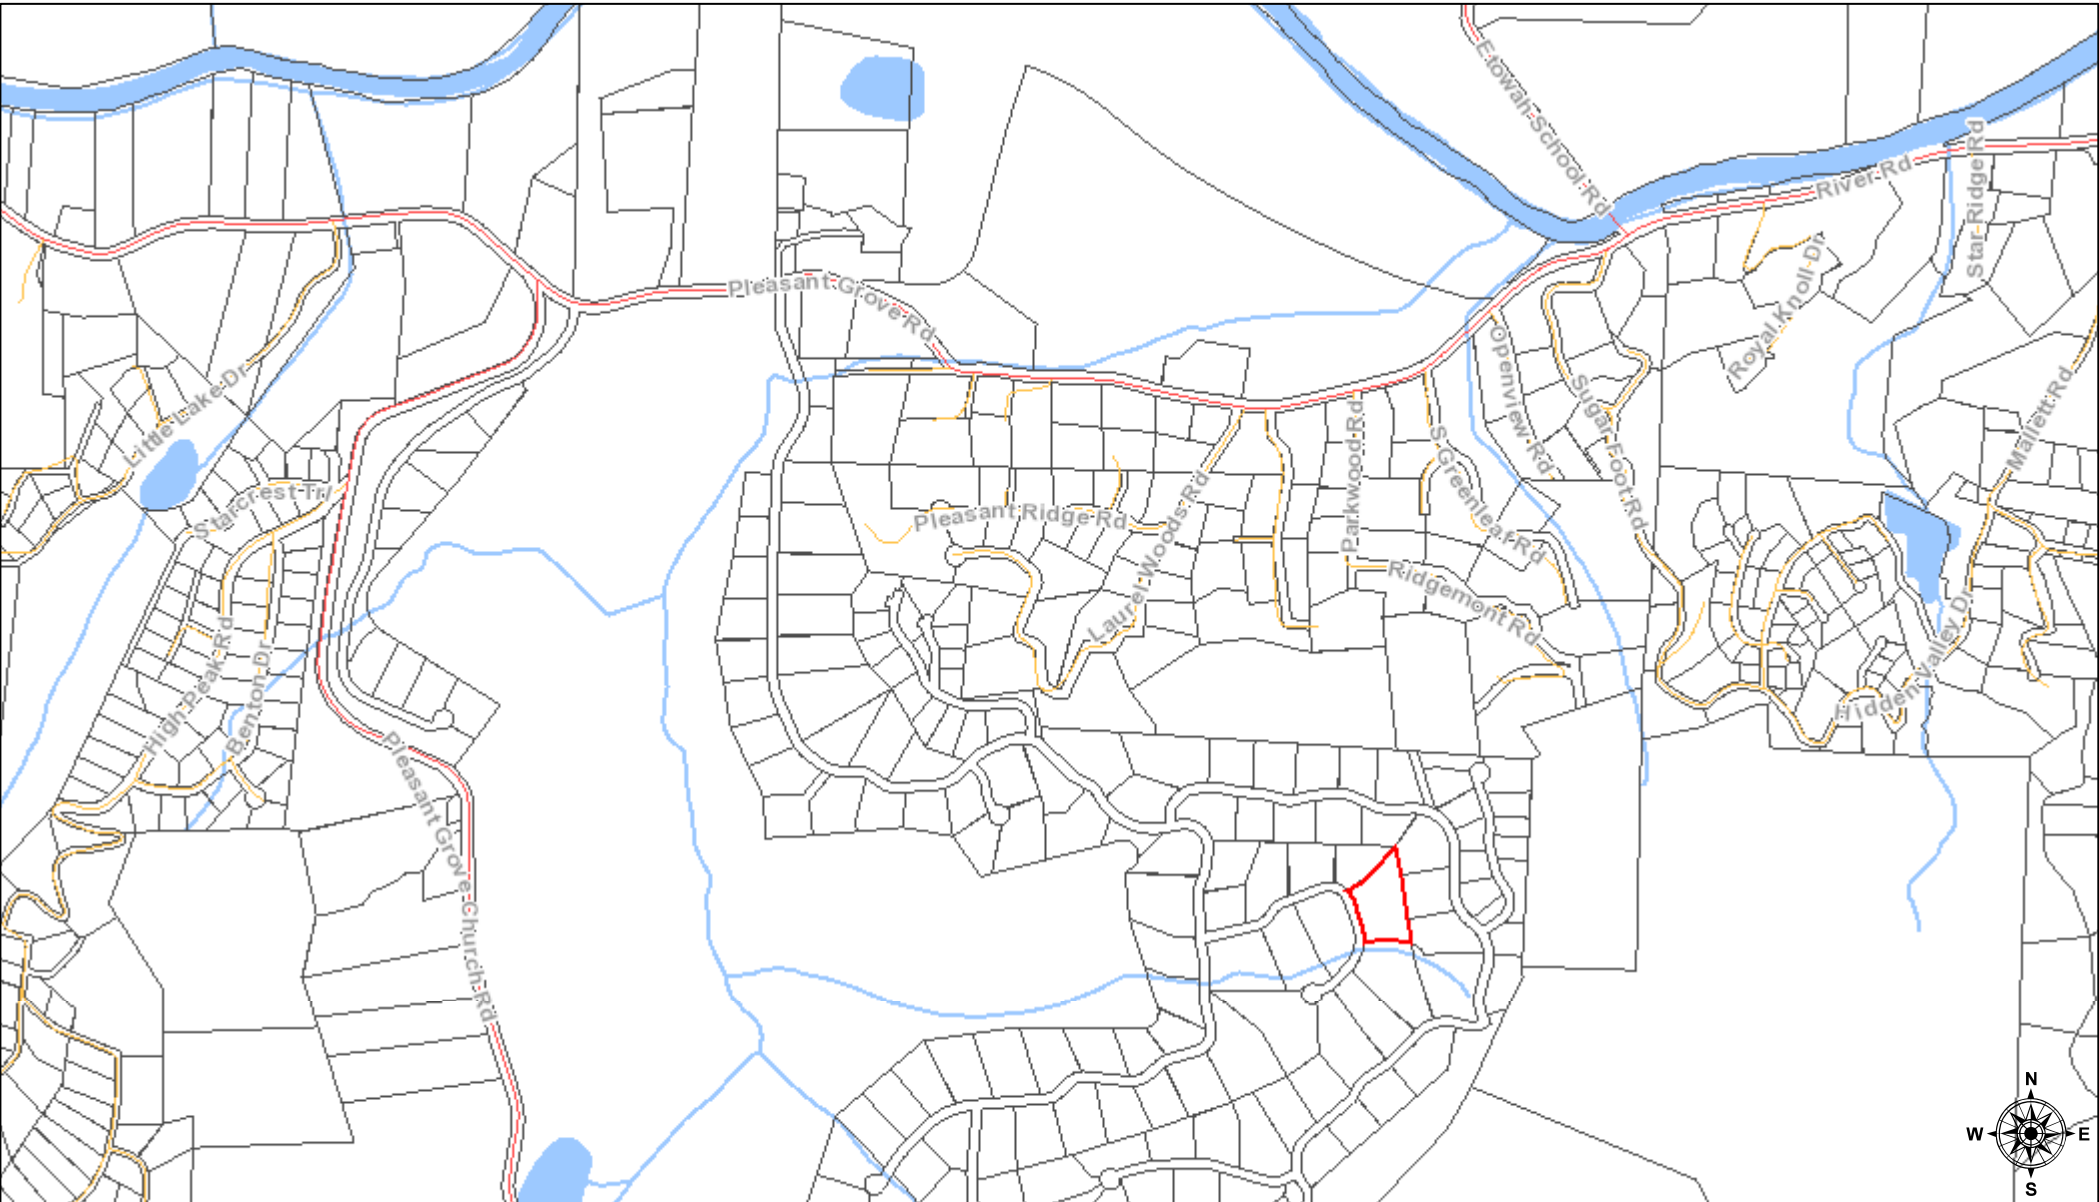 Etowah School Rd
River Rd
Star Ridge Rd
Pleasant Grove Rd
Royal Knoll Dr
Openview Rd
Little Lake Dr
Sugar Foot Rd
Mallett Rd
Parkwood Rd
S Greenleaf Rd
Starcrest Trl
Pleasant Ridge Rd
Laurel Woods Rd
Ridgemont Rd
High Peak Rd
Benton Dr
Hidden Valley Dr
Pleasant Grove Church Rd
N
W E
S